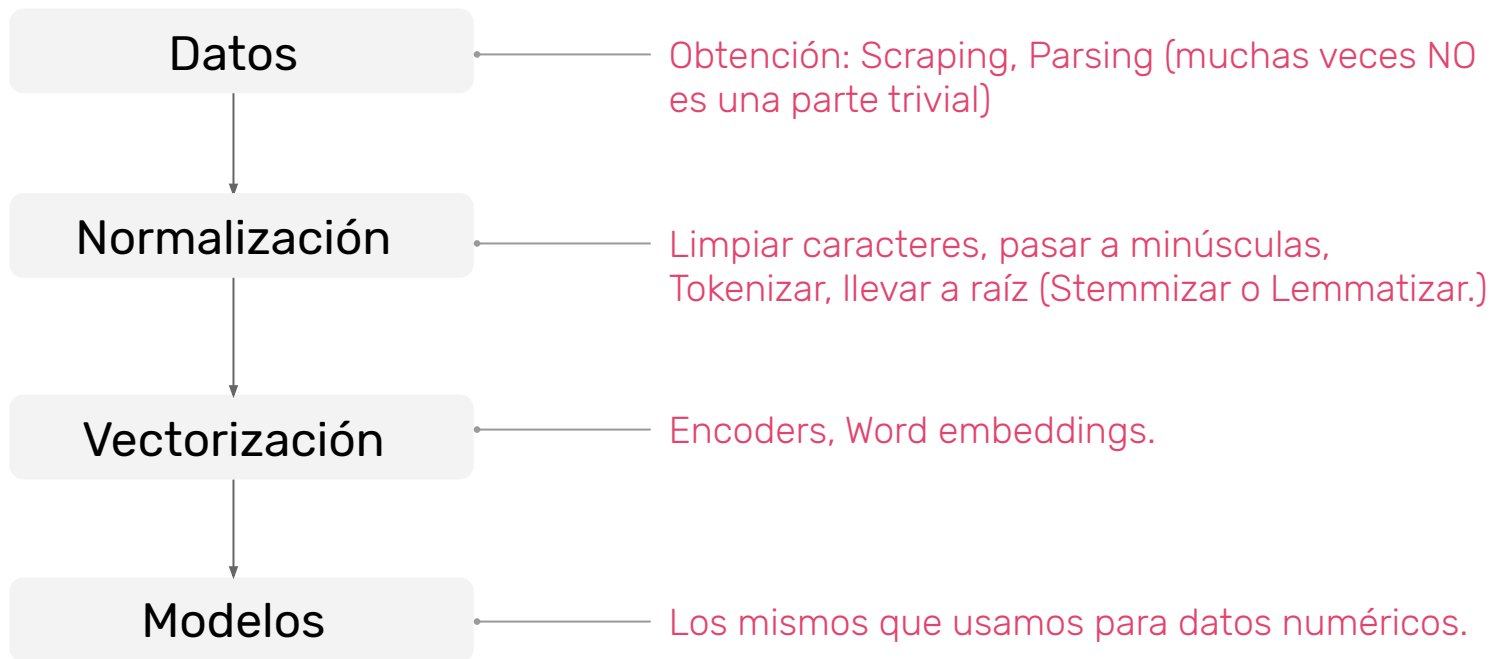 Datos
Obtención: Scraping, Parsing (muchas veces NO
es una parte trivial)
Normalización
Limpiar caracteres, pasar a minúsculas,
Tokenizar, llevar a raíz (Stemmizar o Lemmatizar.)
Vectorización
Encoders, Word embeddings.
Modelos
Los mismos que usamos para datos numéricos.